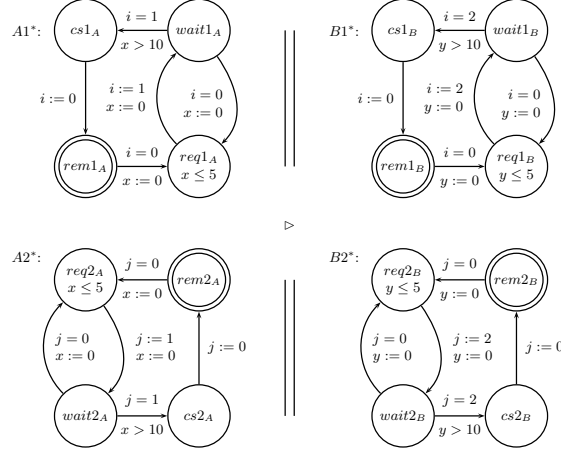 A1*:
cs1_A
i = 1
x > 10
wait1_A
i := 0
i := 1
x := 0
i = 0
x := 0
rem1_A
i = 0
x := 0
req1_A
x ≤ 5
B1*:
cs1_B
i = 2
y > 10
wait1_B
i := 0
i := 2
y := 0
i = 0
y := 0
rem1_B
i = 0
y := 0
req1_B
y ≤ 5
▷
A2*:
req2_A
x ≤ 5
j = 0
x := 0
rem2_A
j = 0
x := 0
j := 1
x := 0
j := 0
wait2_A
j = 1
x > 10
cs2_A
B2*:
req2_B
y ≤ 5
j = 0
y := 0
rem2_B
j = 0
y := 0
j := 2
y := 0
j := 0
wait2_B
j = 2
y > 10
cs2_B